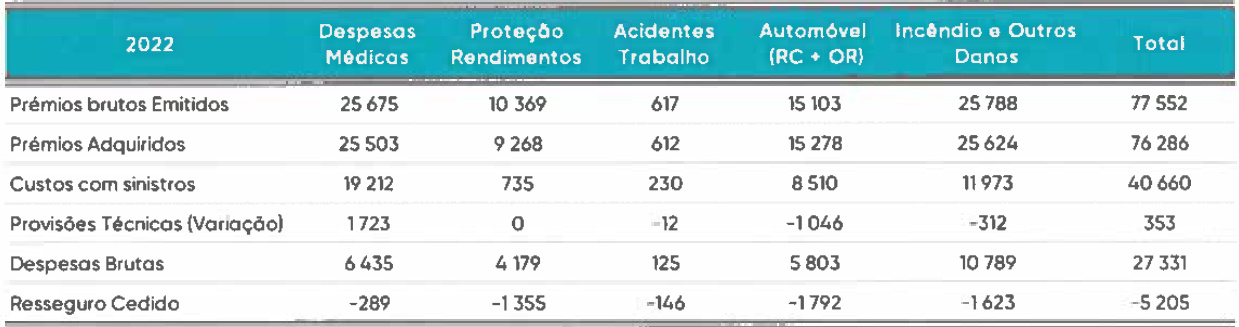 2022 Despesas Médicas Proteção Rendimentos Acidentes Trabalho Automóvel (RC + OR) Incêndio e Outros Danos Total
Prémios brutos Emitidos 25 675 10 369 617 15 103 25 788 77 552
Prémios Adquiridos 25 503 9 268 612 15 278 25 624 76 286
Custos com sinistros 19 212 735 230 8 510 11 973 40 660
Provisões Técnicas (Variação) 1 723 0 -12 -1 046 -312 353
Despesas Brutas 6 435 4 179 125 5 803 10 789 27 331
Resseguro Cedido -289 -1 355 -146 -1 792 -1 623 -5 205